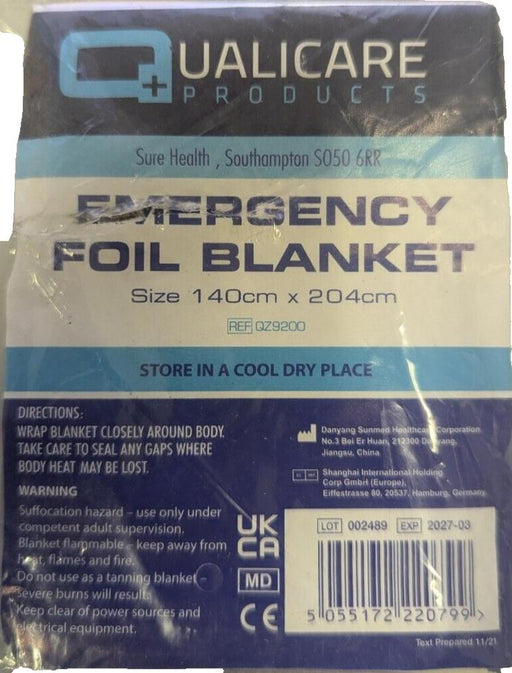 QUALICARE
PRODUCTS
Sure Health , Southampton SO50 6RR
EMERGENCY
FOIL BLANKET
Size 140cm x 204cm
REF QZ9200
STORE IN A COOL DRY PLACE
DIRECTIONS:
WRAP BLANKET CLOSELY AROUND BODY.
TAKE CARE TO SEAL ANY GAPS WHERE
BODY HEAT MAY BE LOST.
WARNING
Suffocation hazard – use only under
competent adult supervision.
Blanket flammable – keep away from
heat, flames and fire.
Do not use as a tanning blanket –
severe burns will result.
Keep clear of power sources and
electrical equipment.
Danyang Sunmed Healthcare Corporation
No.3 Bei Er Huan, 212300 Danyang,
Jiangsu, China
EC REP
Shanghai International Holding
Corp GmbH (Europe),
Eiffestrasse 80, 20537, Hamburg, Germany
UK
CA
MD
CE
LOT 002489 EXP 2027-03
5 055172 220799 >
Text Prepared 11/21